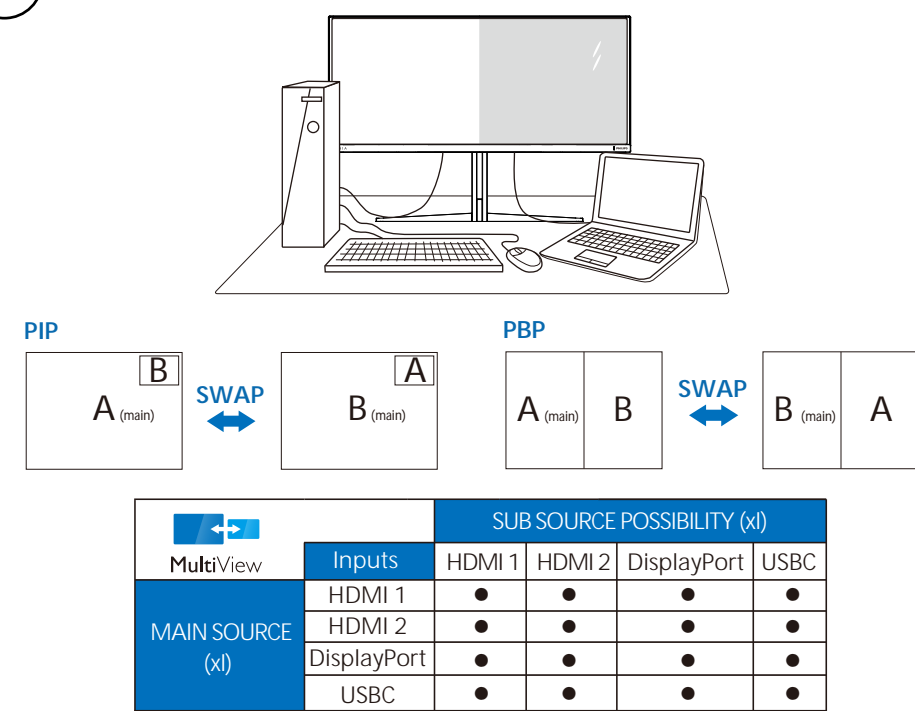 PIP
PBP
B
A (main)
SWAP
A
B (main)
A (main)
B
SWAP
B (main)
A
MultiView
SUB SOURCE POSSIBILITY (xl)
Inputs
HDMI 1
HDMI 2
DisplayPort
USBC
MAIN SOURCE
(xl)
HDMI 1
● ● ● ●
HDMI 2
● ● ● ●
DisplayPort
● ● ● ●
USBC
● ● ● ●